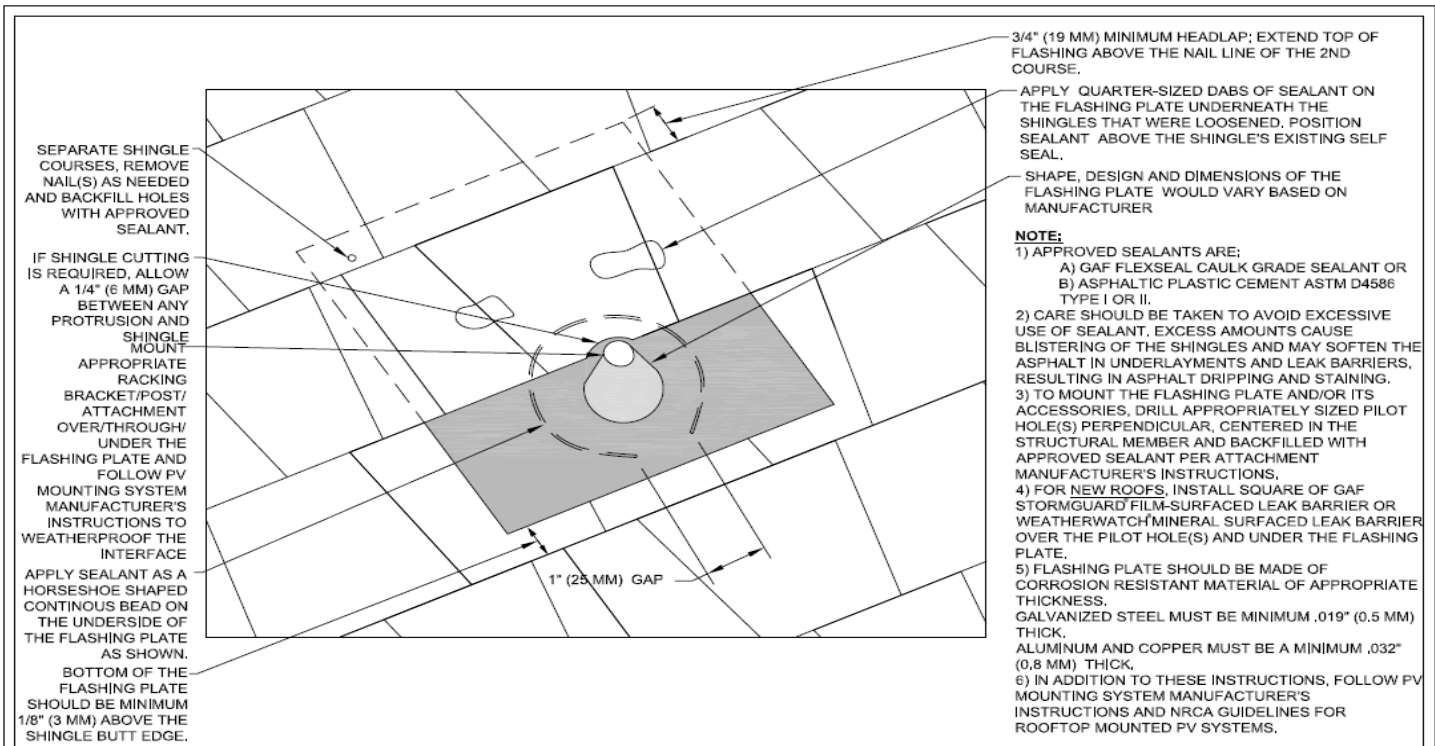 SEPARATE SHINGLE
COURSES, REMOVE
NAIL(S) AS NEEDED
AND BACKFILL HOLES
WITH APPROVED
SEALANT.
IF SHINGLE CUTTING
IS REQUIRED, ALLOW
A 1/4" (6 MM) GAP
BETWEEN ANY
PROTRUSION AND
SHINGLE
MOUNT
APPROPRIATE
RACKING
BRACKET/POST/
ATTACHMENT
OVER/THROUGH/
UNDER THE
FLASHING PLATE AND
FOLLOW PV
MOUNTING SYSTEM
MANUFACTURER'S
INSTRUCTIONS TO
WEATHERPROOF THE
INTERFACE
APPLY SEALANT AS A
HORSESHOE SHAPED
CONTINOUS BEAD ON
THE UNDERSIDE OF
THE FLASHING PLATE
AS SHOWN.
BOTTOM OF THE
FLASHING PLATE
SHOULD BE MINIMUM
1/8" (3 MM) ABOVE THE
SHINGLE BUTT EDGE.
1" (25 MM) GAP
3/4" (19 MM) MINIMUM HEADLAP; EXTEND TOP OF
FLASHING ABOVE THE NAIL LINE OF THE 2ND
COURSE.
APPLY QUARTER-SIZED DABS OF SEALANT ON
THE FLASHING PLATE UNDERNEATH THE
SHINGLES THAT WERE LOOSENED. POSITION
SEALANT ABOVE THE SHINGLE'S EXISTING SELF
SEAL.
SHAPE, DESIGN AND DIMENSIONS OF THE
FLASHING PLATE WOULD VARY BASED ON
MANUFACTURER
NOTE:
1) APPROVED SEALANTS ARE:
A) GAF FLEXSEAL CAULK GRADE SEALANT OR
B) ASPHALTIC PLASTIC CEMENT ASTM D4586
TYPE I OR II.
2) CARE SHOULD BE TAKEN TO AVOID EXCESSIVE
USE OF SEALANT. EXCESS AMOUNTS CAUSE
BLISTERING OF THE SHINGLES AND MAY SOFTEN THE
ASPHALT IN UNDERLAYMENTS AND LEAK BARRIERS,
RESULTING IN ASPHALT DRIPPING AND STAINING.
3) TO MOUNT THE FLASHING PLATE AND/OR ITS
ACCESSORIES, DRILL APPROPRIATELY SIZED PILOT
HOLE(S) PERPENDICULAR, CENTERED IN THE
STRUCTURAL MEMBER AND BACKFILLED WITH
APPROVED SEALANT PER ATTACHMENT
MANUFACTURER'S INSTRUCTIONS.
4) FOR NEW ROOFS, INSTALL SQUARE OF GAF
STORMGUARD® FILM-SURFACED LEAK BARRIER OR
WEATHERWATCH® MINERAL SURFACED LEAK BARRIER
OVER THE PILOT HOLE(S) AND UNDER THE FLASHING
PLATE.
5) FLASHING PLATE SHOULD BE MADE OF
CORROSION RESISTANT MATERIAL OF APPROPRIATE
THICKNESS.
GALVANIZED STEEL MUST BE MINIMUM .019" (0.5 MM)
THICK.
ALUMINUM AND COPPER MUST BE A MINIMUM .032"
(0.8 MM) THICK.
6) IN ADDITION TO THESE INSTRUCTIONS, FOLLOW PV
MOUNTING SYSTEM MANUFACTURER'S
INSTRUCTIONS AND NRCA GUIDELINES FOR
ROOFTOP MOUNTED PV SYSTEMS.